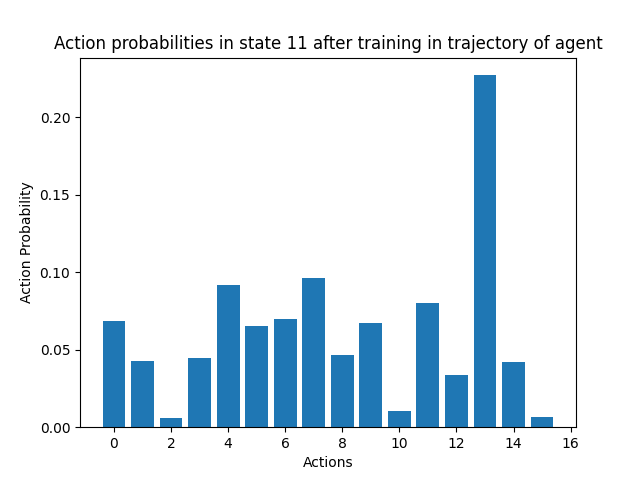 Action probabilities in state 11 after training in trajectory of agent
Action Probability
0.20
0.15
0.10
0.05
0.00
0 2 4 6 8 10 12 14 16
Actions